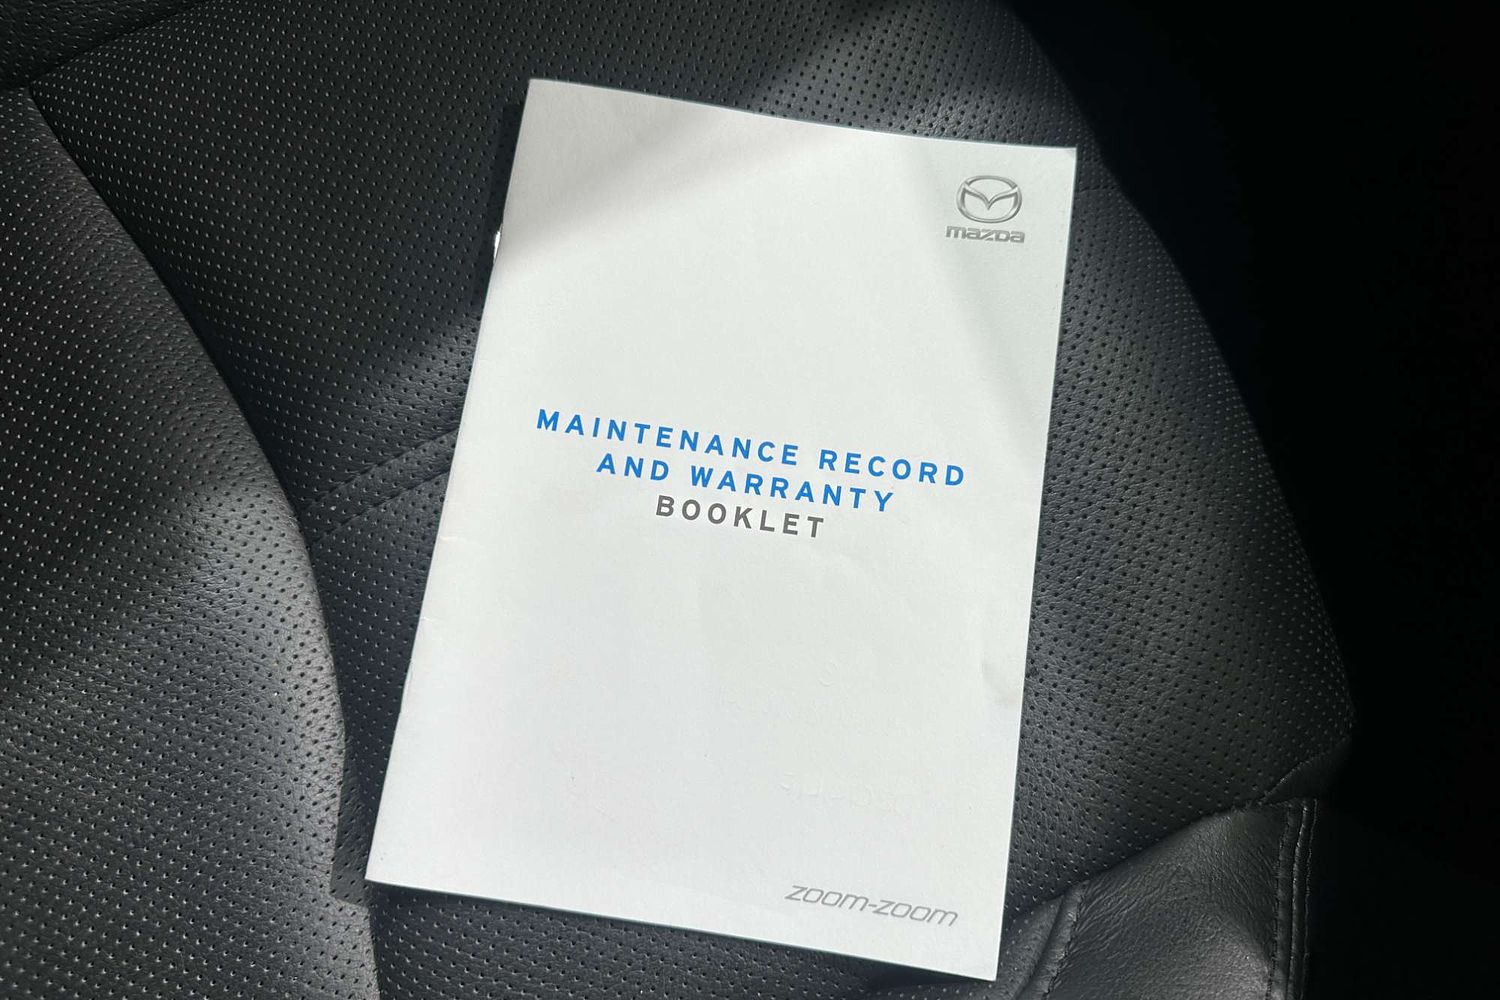 mazda
MAINTENANCE RECORD
AND WARRANTY
BOOKLET
zoom-zoom